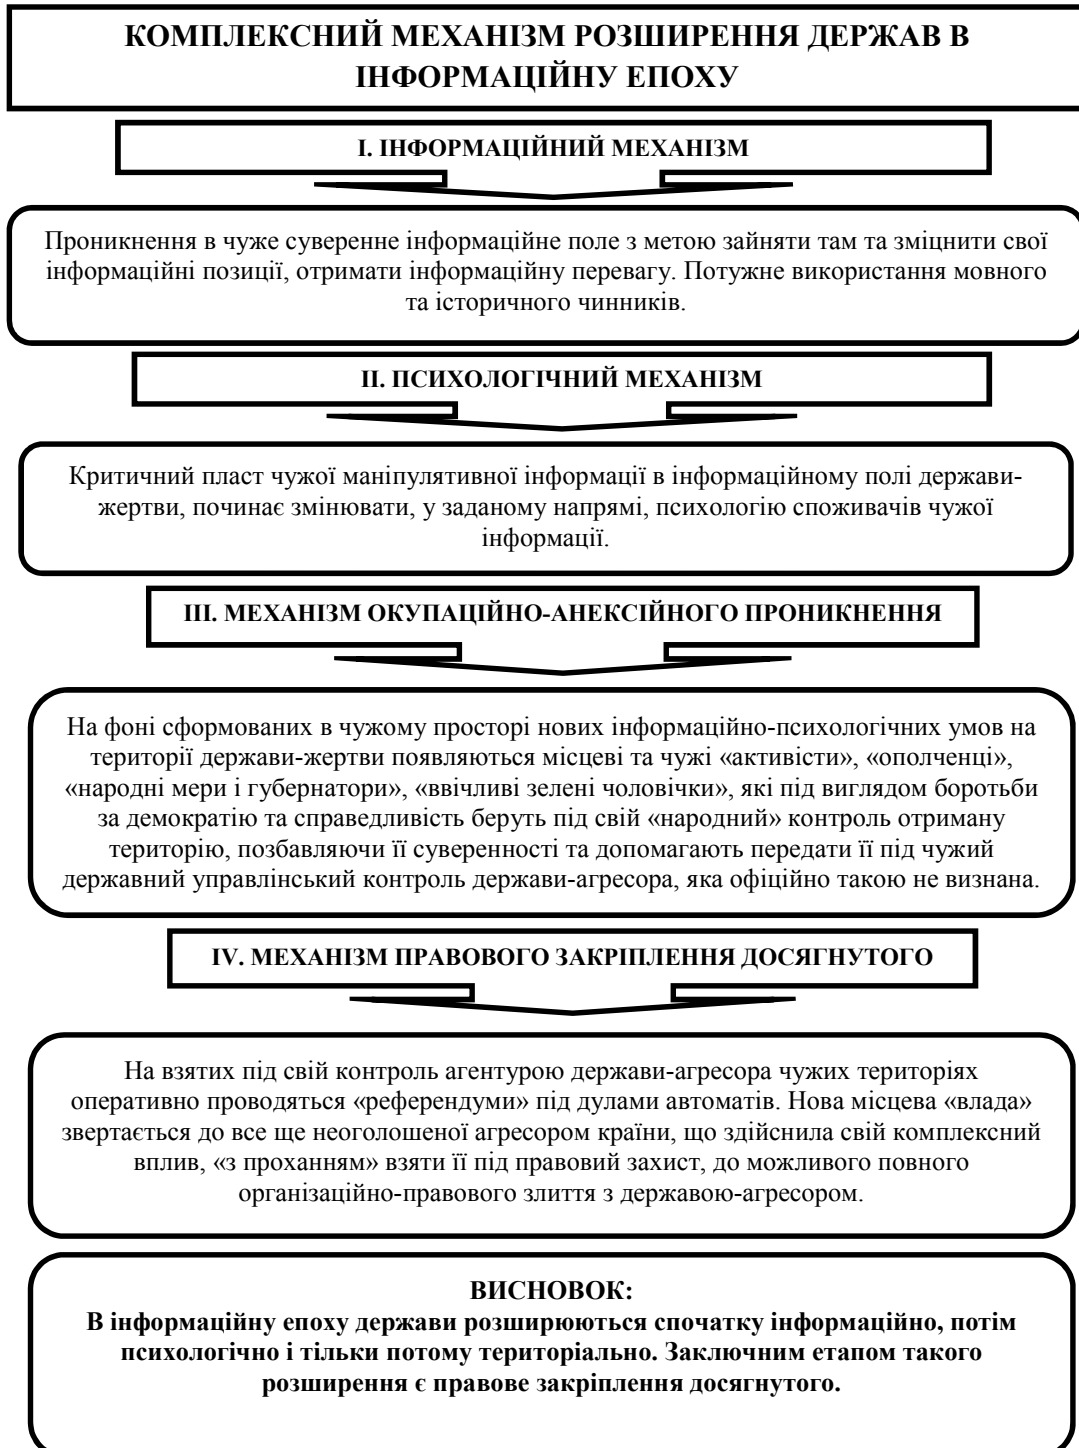 КОМПЛЕКСНИЙ МЕХАНІЗМ РОЗШИРЕННЯ ДЕРЖАВ В
ІНФОРМАЦІЙНУ ЕПОХУ
І. ІНФОРМАЦІЙНИЙ МЕХАНІЗМ
Проникнення в чуже суверенне інформаційне поле з метою зайняти там та зміцнити свої
інформаційні позиції, отримати інформаційну перевагу. Потужне використання мовного
та історичного чинників.
ІІ. ПСИХОЛОГІЧНИЙ МЕХАНІЗМ
Критичний пласт чужої маніпулятивної інформації в інформаційному полі держави-
жертви, починає змінювати, у заданому напрямі, психологію споживачів чужої
інформації.
ІІІ. МЕХАНІЗМ ОКУПАЦІЙНО-АНЕКСІЙНОГО ПРОНИКНЕННЯ
На фоні сформованих в чужому просторі нових інформаційно-психологічних умов на
території держави-жертви появляються місцеві та чужі «активісти», «ополченці»,
«народні мери і губернатори», «ввічливі зелені чоловічки», які під виглядом боротьби
за демократію та справедливість беруть під свій «народний» контроль отриману
територію, позбавляючи її суверенності та допомагають передати її під чужий
державний управлінський контроль держави-агресора, яка офіційно такою не визнана.
IV. МЕХАНІЗМ ПРАВОВОГО ЗАКРІПЛЕННЯ ДОСЯГНУТОГО
На взятих під свій контроль агентурою держави-агресора чужих територіях
оперативно проводяться «референдуми» під дулами автоматів. Нова місцева «влада»
звертається до все ще неоголошеної агресором країни, що здійснила свій комплексний
вплив, «з проханням» взяти її під правовий захист, до можливого повного
організаційно-правового злиття з державою-агресором.
ВИСНОВОК:
В інформаційну епоху держави розширюються спочатку інформаційно, потім
психологічно і тільки потому територіально. Заключним етапом такого
розширення є правове закріплення досягнутого.